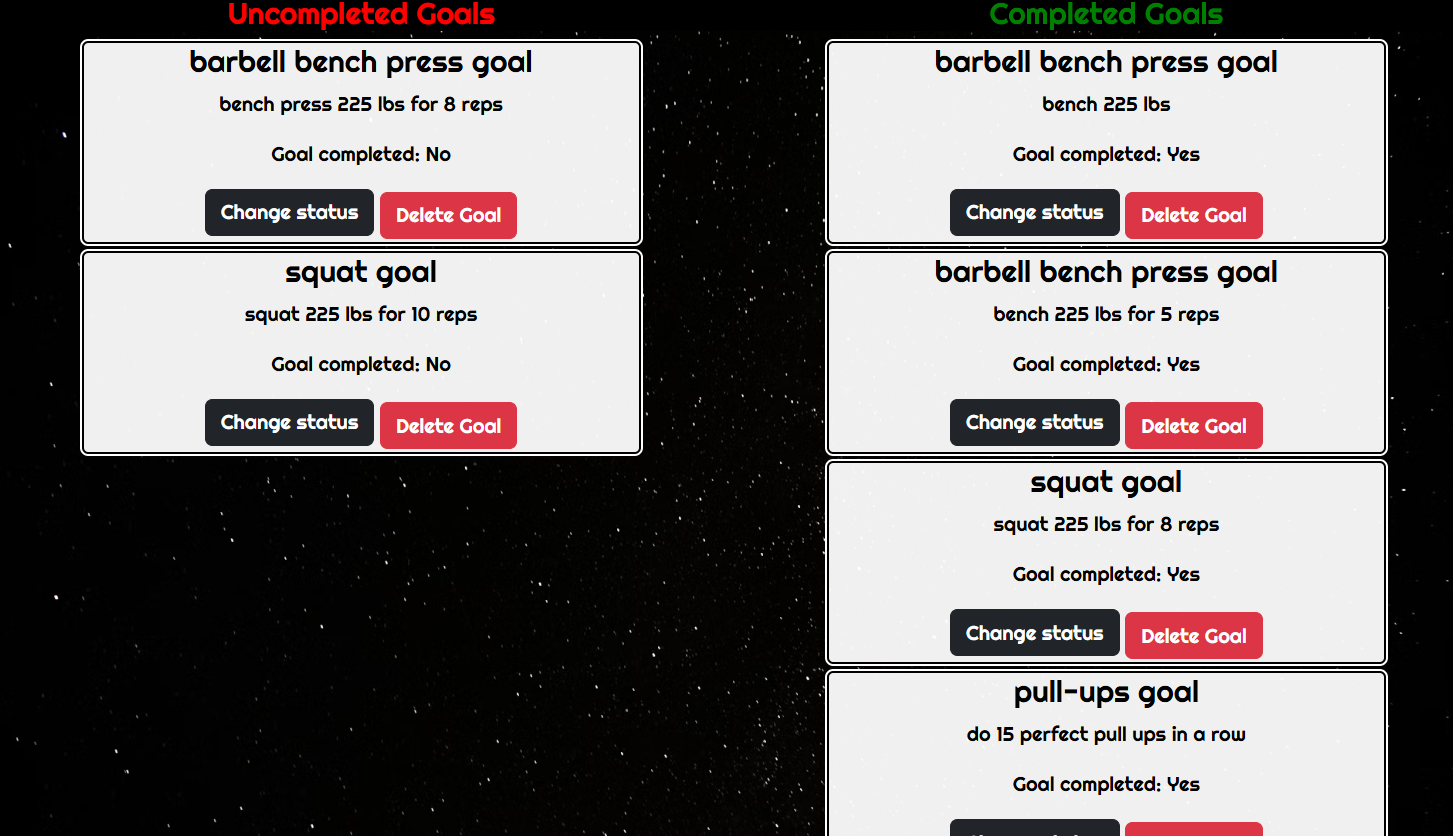 Uncompleted Goals
barbell bench press goal
bench press 225 lbs for 8 reps
Goal completed: No
Change status Delete Goal
squat goal
squat 225 lbs for 10 reps
Goal completed: No
Change status Delete Goal
Completed Goals
barbell bench press goal
bench 225 lbs
Goal completed: Yes
Change status Delete Goal
barbell bench press goal
bench 225 lbs for 5 reps
Goal completed: Yes
Change status Delete Goal
squat goal
squat 225 lbs for 8 reps
Goal completed: Yes
Change status Delete Goal
pull-ups goal
do 15 perfect pull ups in a row
Goal completed: Yes